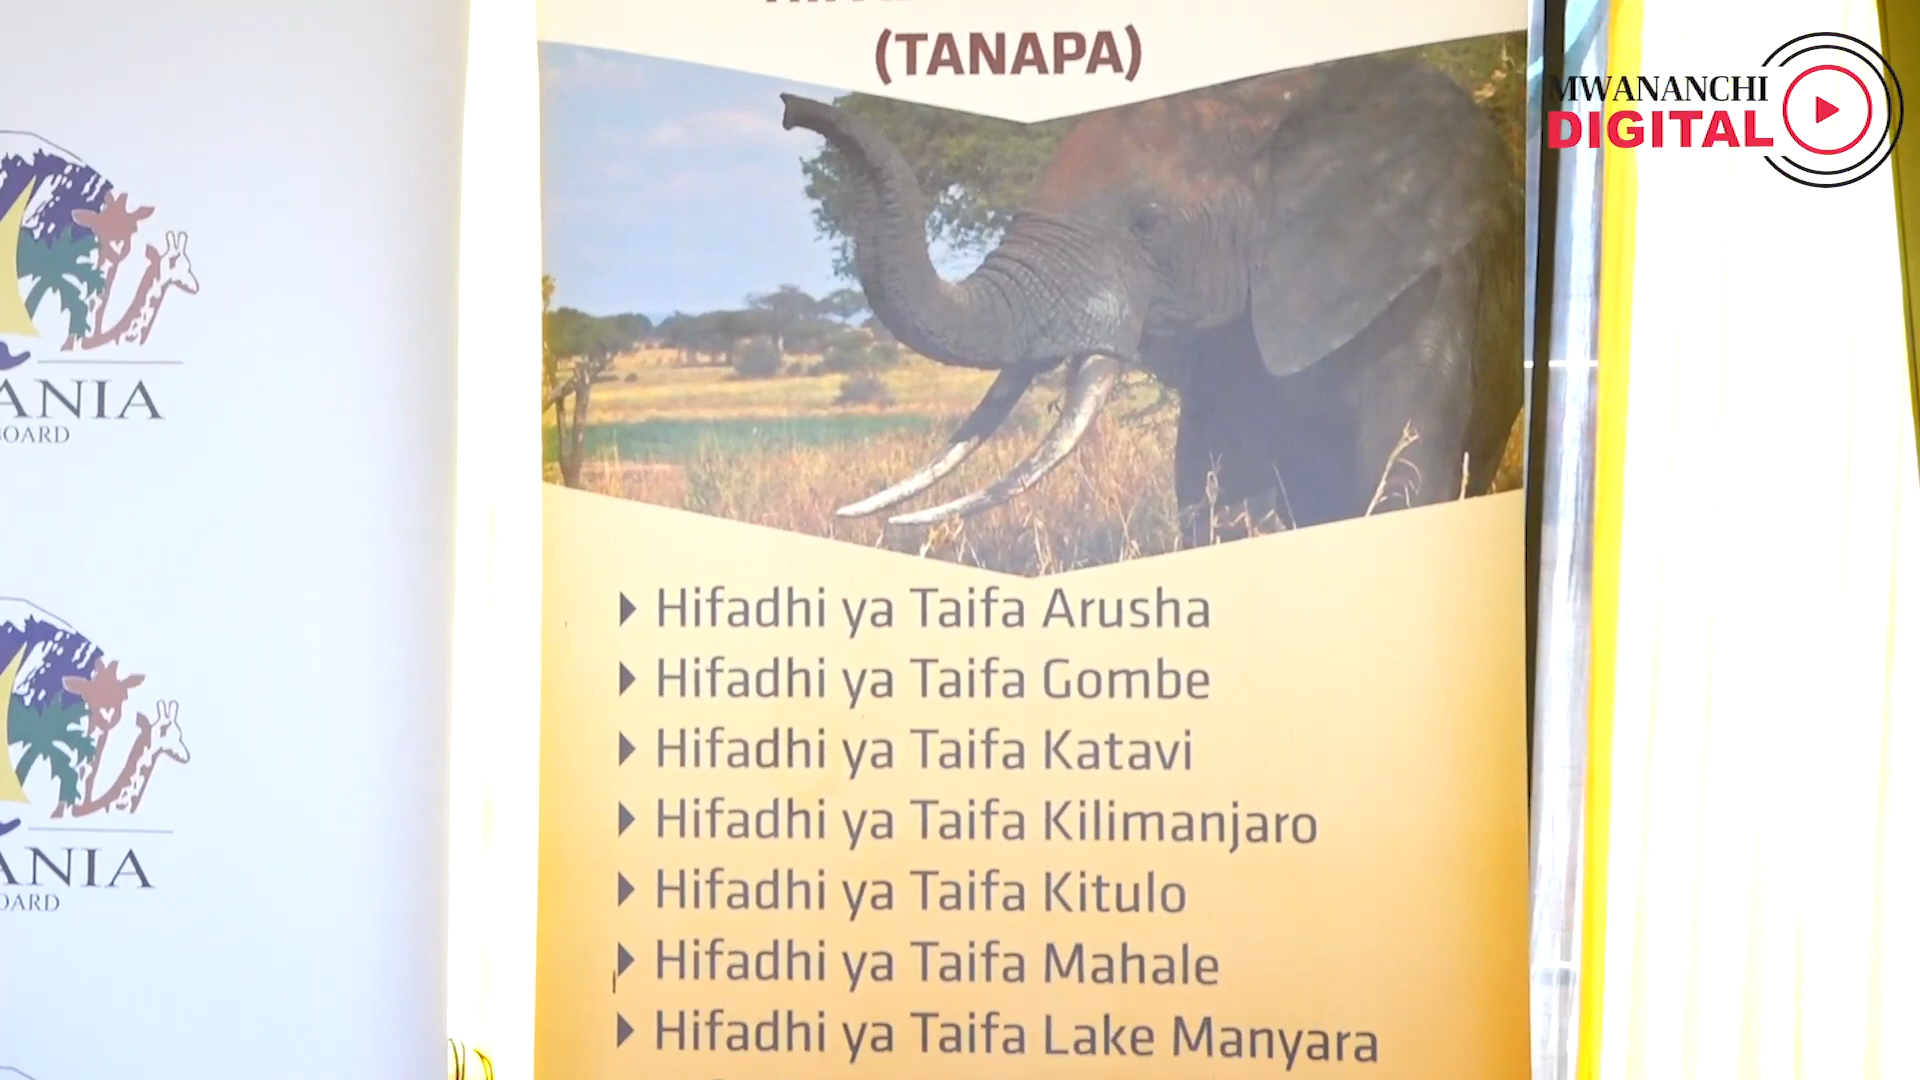 (TANAPA)
MWANANCHI
DIGITAL
ANIA
OARD
Hifadhi ya Taifa Arusha
Hifadhi ya Taifa Gombe
Hifadhi ya Taifa Katavi
Hifadhi ya Taifa Kilimanjaro
Hifadhi ya Taifa Kitulo
Hifadhi ya Taifa Mahale
Hifadhi ya Taifa Lake Manyara
ANIA
OARD